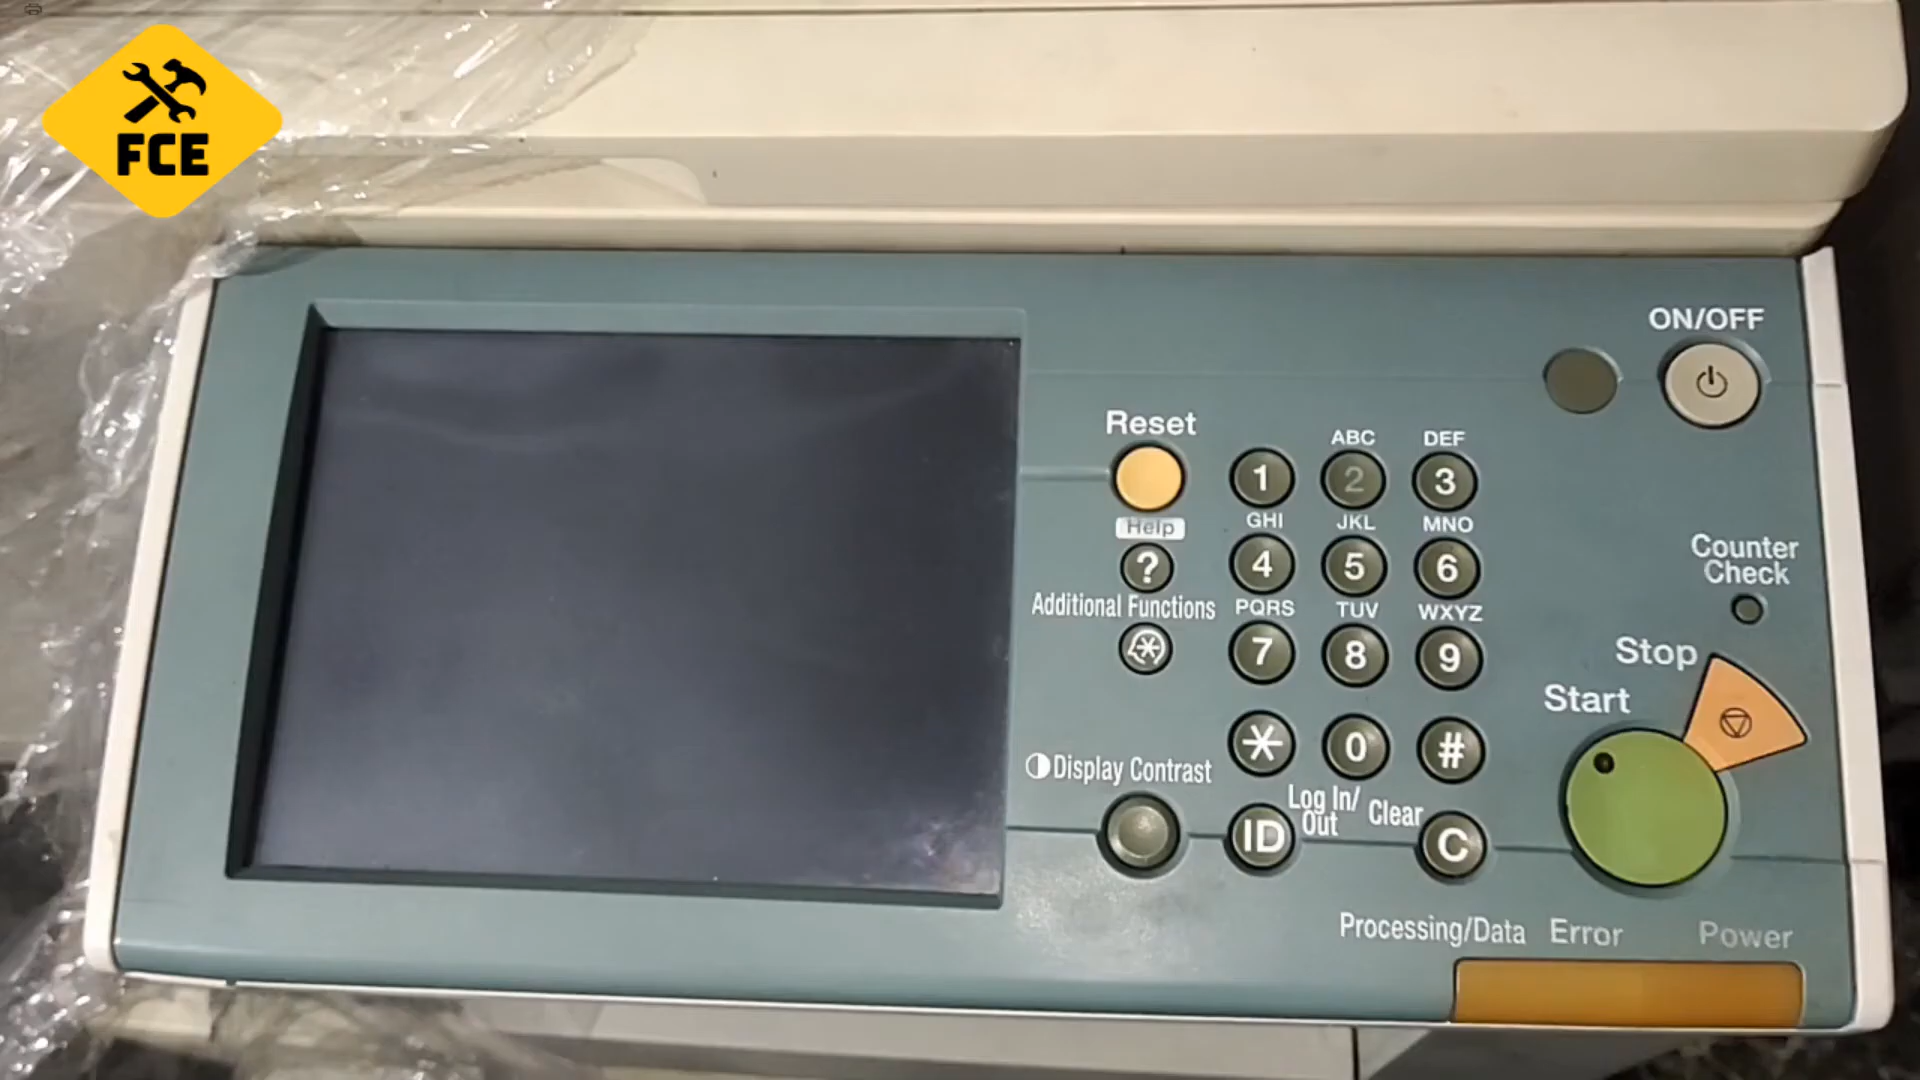 FCE
ON/OFF
Reset
ABC
DEF
1
2
3
Help
GHI
JKL
MNO
?
4
5
6
Counter
Check
Additional Functions
PQRS
TUV
WXYZ
7
8
9
Stop
Start
*
0
#
Display Contrast
Log In/
Out
Clear
ID
C
Processing/Data
Error
Power